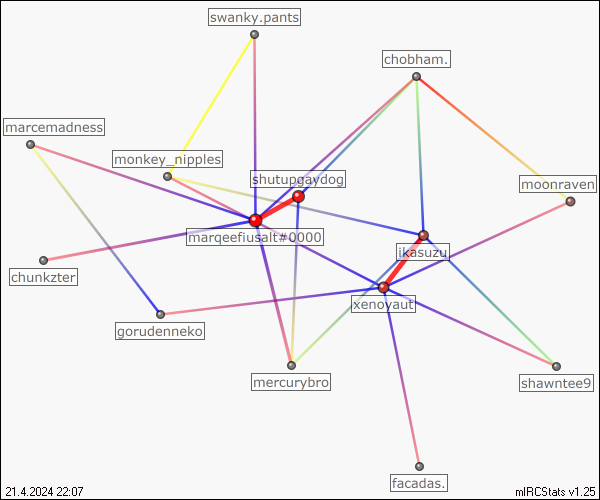 swanky.pants
chobham.
marcemadness
monkey_nipples
shutupgaydog
moonraven
marqeefiusalt#0000
ikasuzu
chunkzter
xenoyaut
gorudenneko
mercurybro
shawntee9
facadas.
21.4.2024 22:07
mIRCStats v1.25